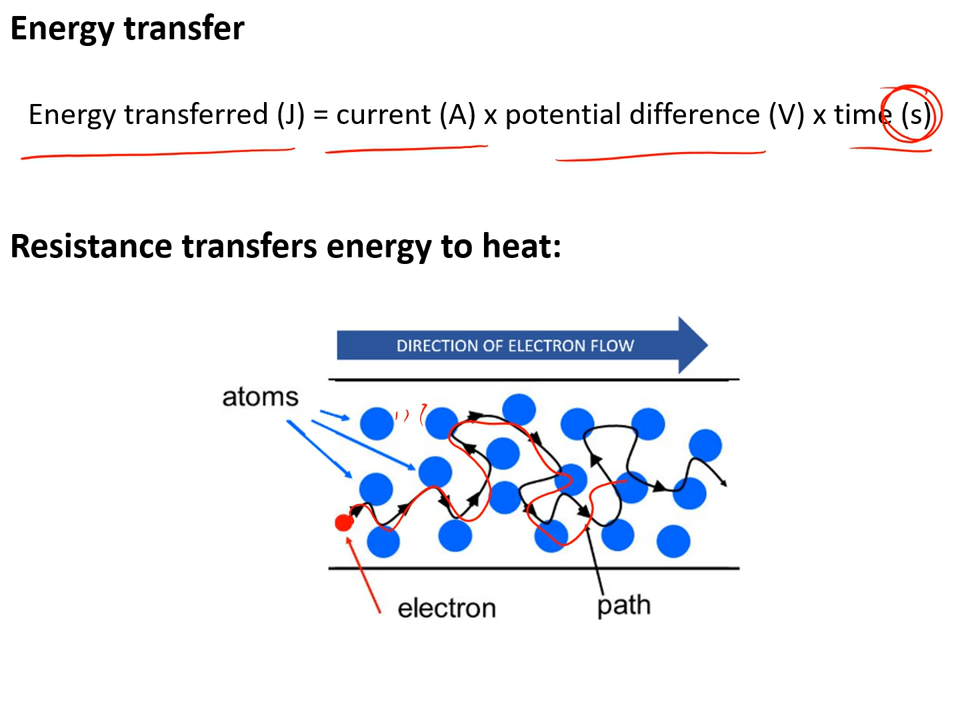 Energy transfer
Energy transferred (J) = current (A) x potential difference (V) x time (s)
Resistance transfers energy to heat:
DIRECTION OF ELECTRON FLOW
atoms
electron
path